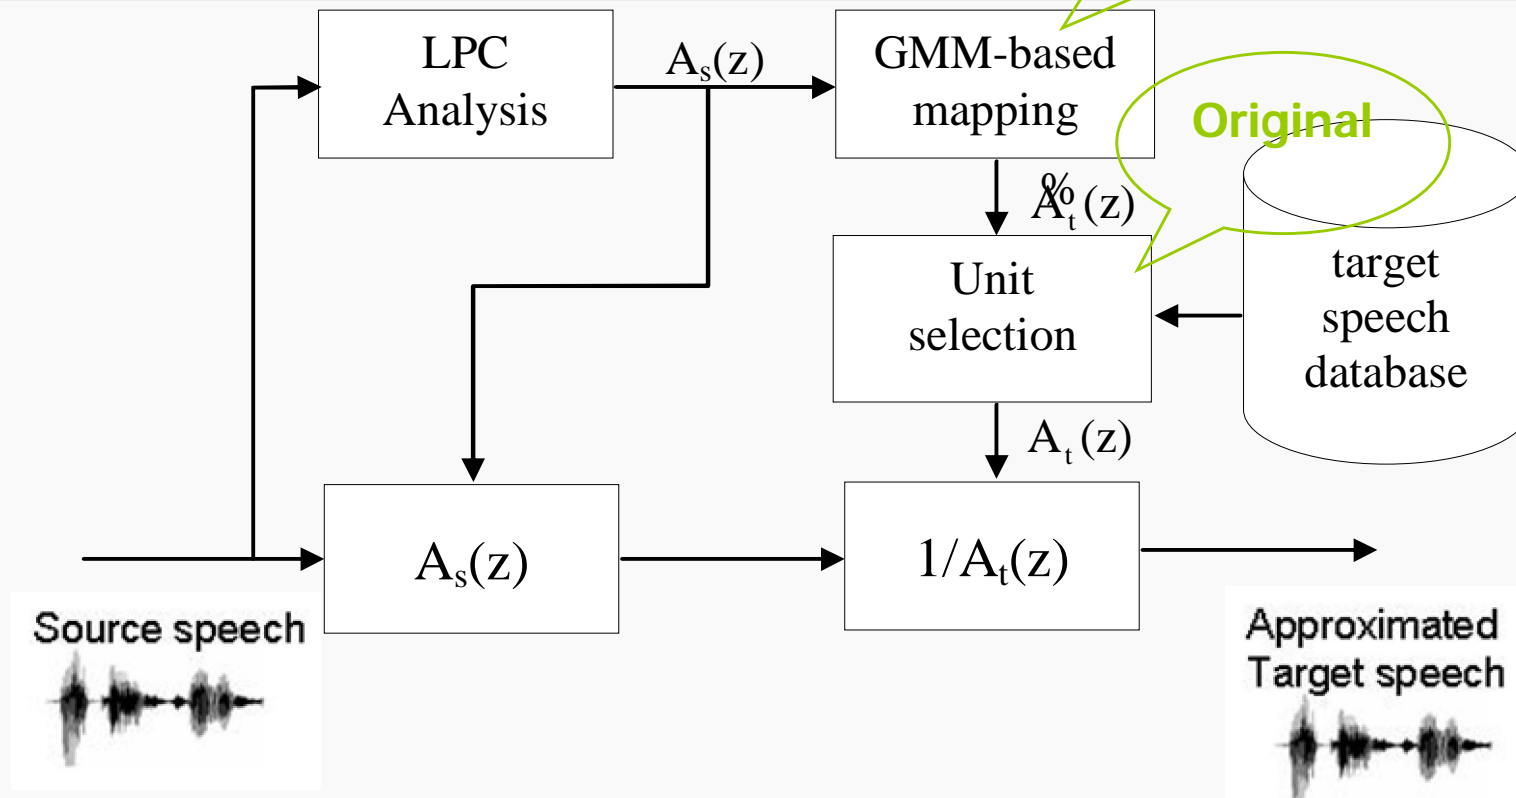 LPC
Analysis
As(z)
GMM-based
mapping
Original
%
At(z)
Unit
selection
target
speech
database
At(z)
As(z)
1/At(z)
Source speech
Approximated
Target speech